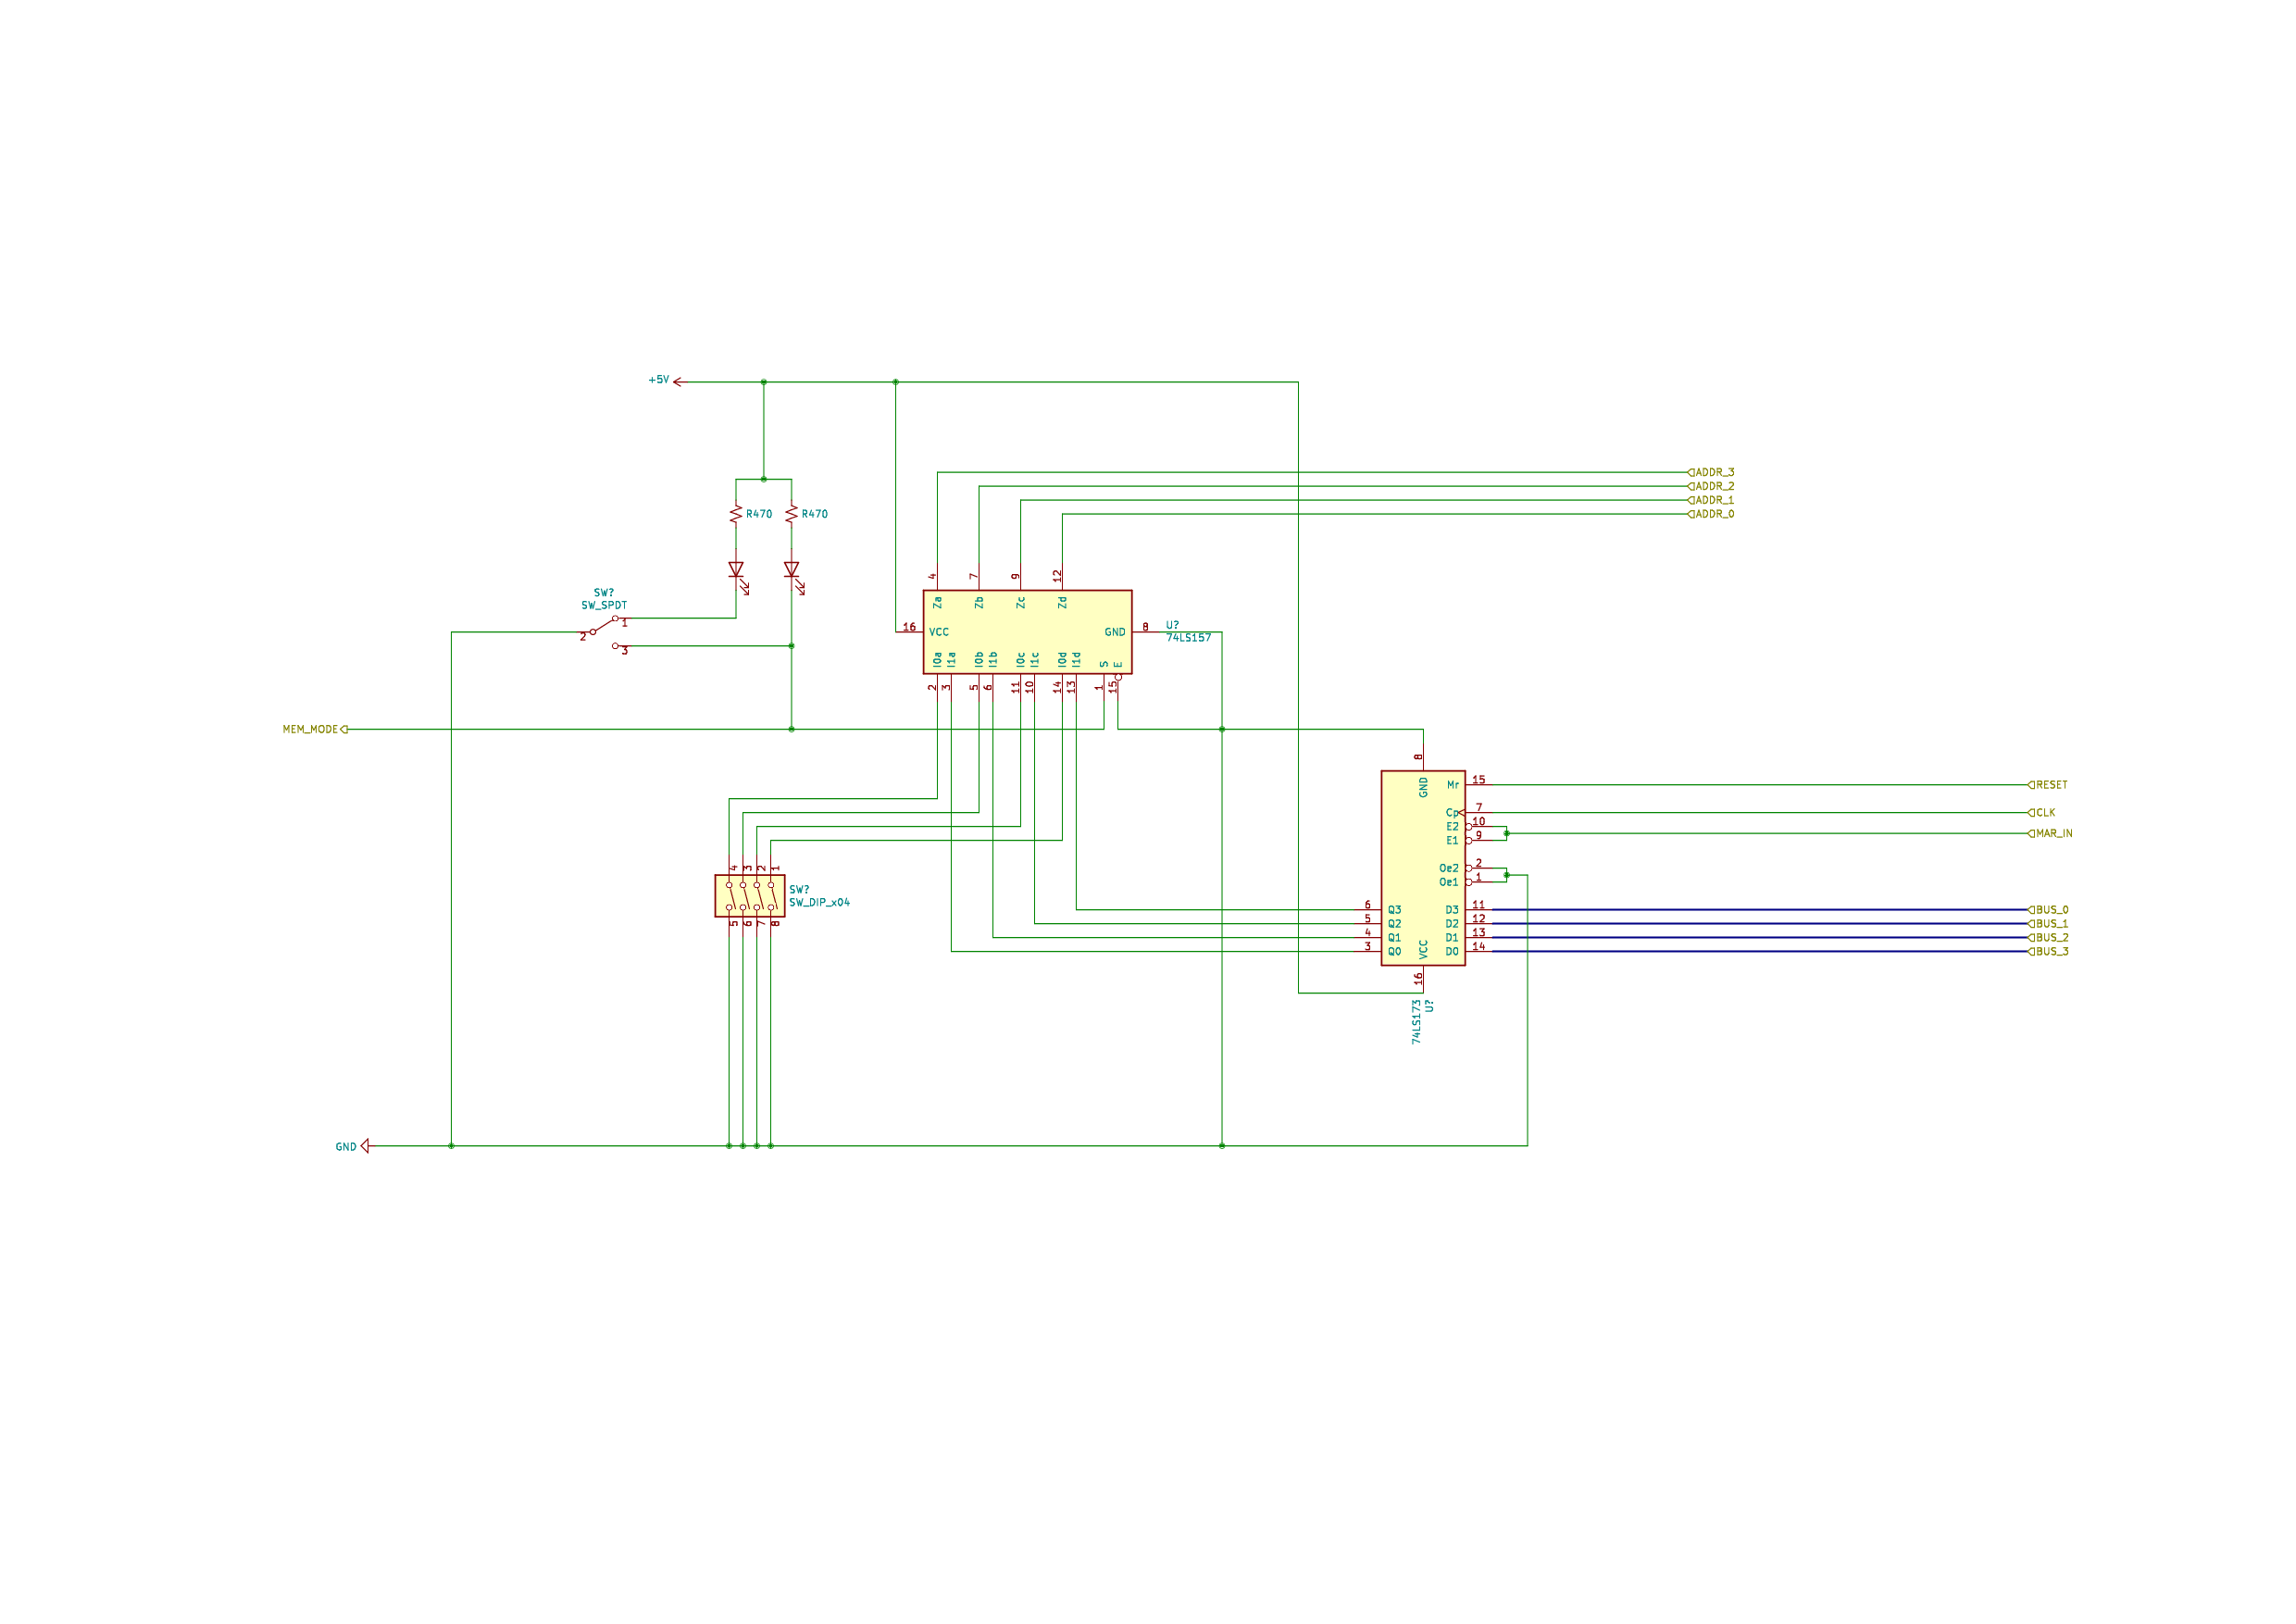 +5V
ADDR_3
ADDR_2
ADDR_1
ADDR_0
R470
R470
SW?
SW_SPDT
1
2
3
4
7
9
12
Za
Zb
Zc
Zd
16
VCC
GND
8
U?
74LS157
I0a
I1a
I0b
I1b
I0c
I1c
I0d
I1d
S
E
2
3
5
6
11
10
14
13
1
15
MEM_MODE
8
GND
Mr
15
RESET
Cp
7
CLK
E2
10
E1
9
MAR_IN
Oe2
2
Oe1
1
4
3
2
1
SW?
SW_DIP_x04
5
6
7
8
6
Q3
D3
11
BUS_0
5
Q2
D2
12
BUS_1
4
Q1
D1
13
BUS_2
3
Q0
D0
14
BUS_3
VCC
16
74LS173
U?
GND